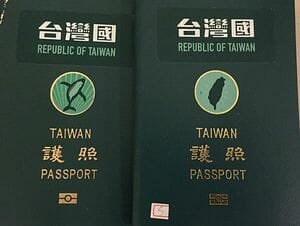 台灣國
REPUBLIC OF TAIWAN
TAIWAN
護照
PASSPORT
台灣國
REPUBLIC OF TAIWAN
TAIWAN
護照
PASSPORT